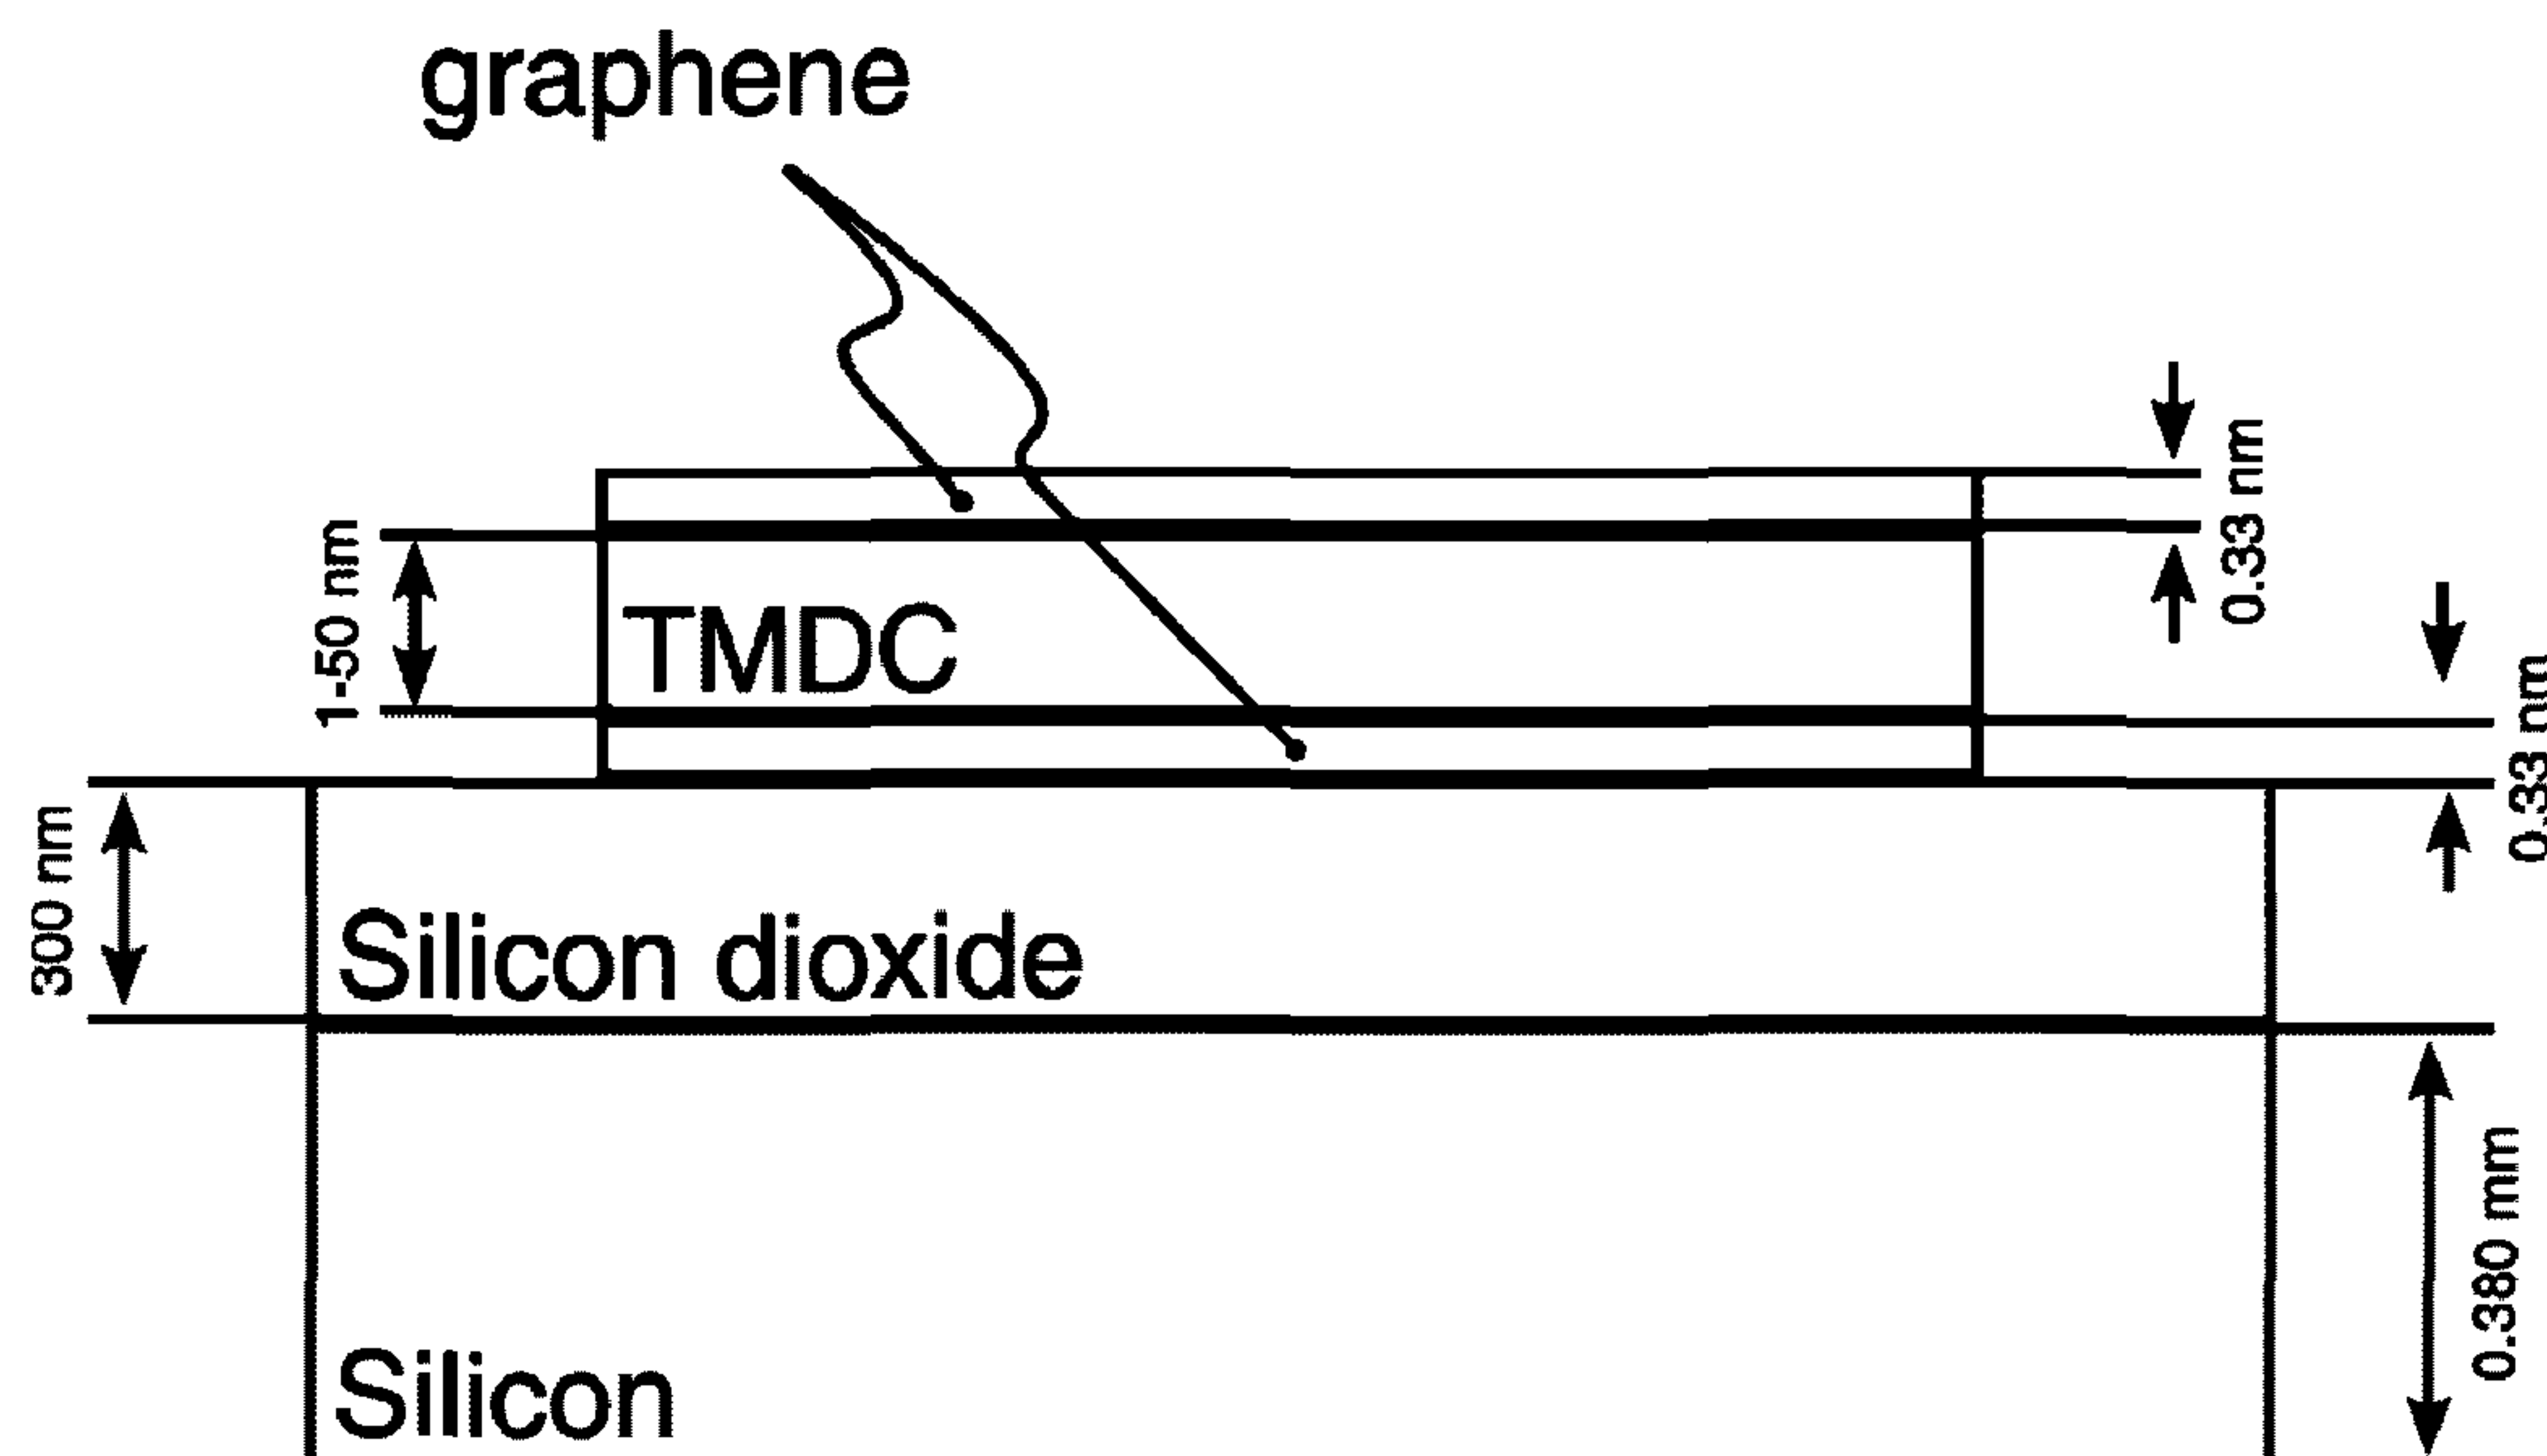 graphene
0.33 nm
1-50 nm
TMDC
0.33 nm
300 nm
Silicon dioxide
0.380 mm
Silicon